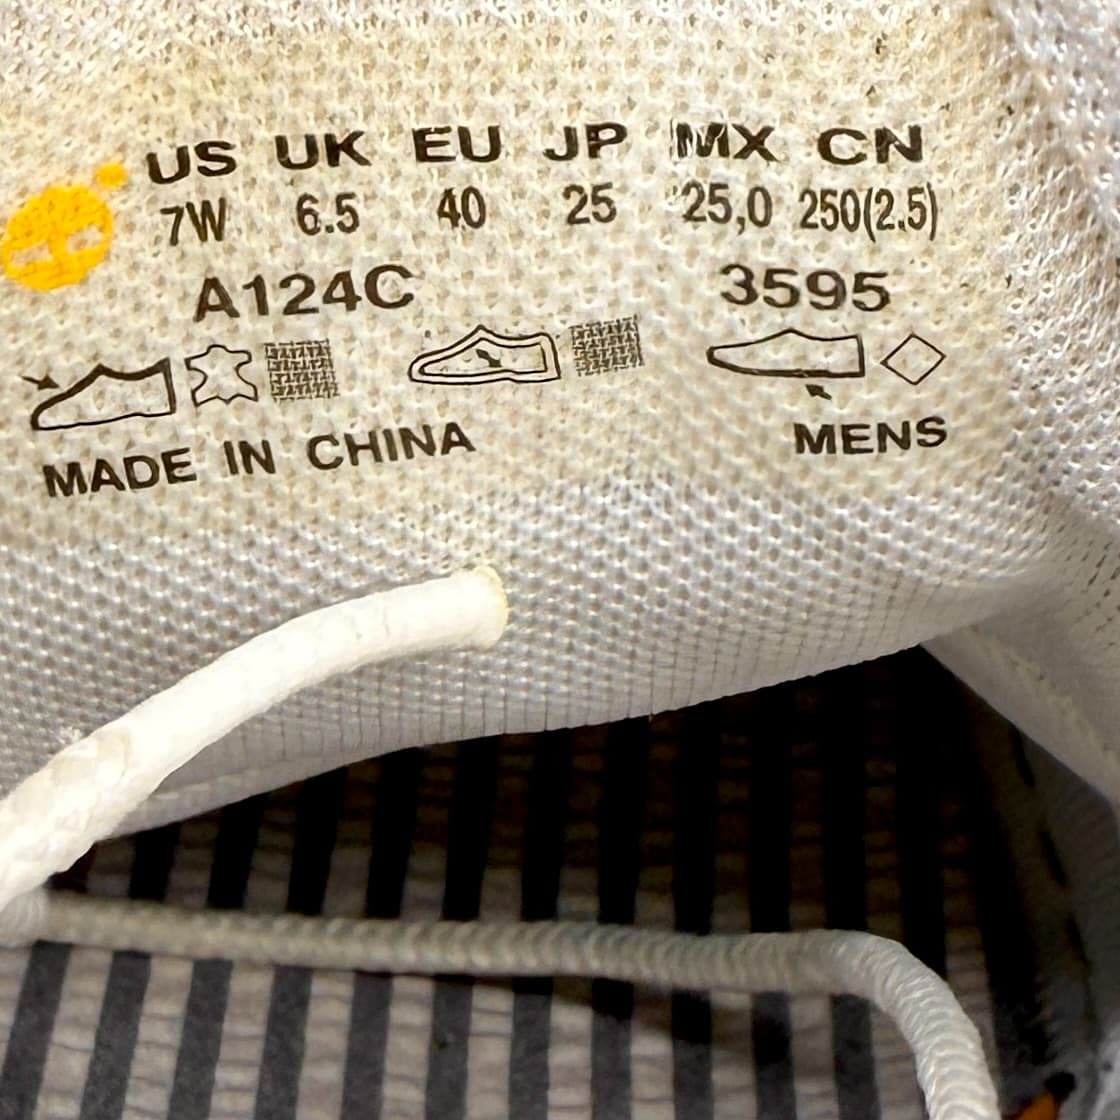 US UK EU JP MX CN
7W 6.5 40 25 25,0 250(2.5)
A124C 3595
MADE IN CHINA MENS